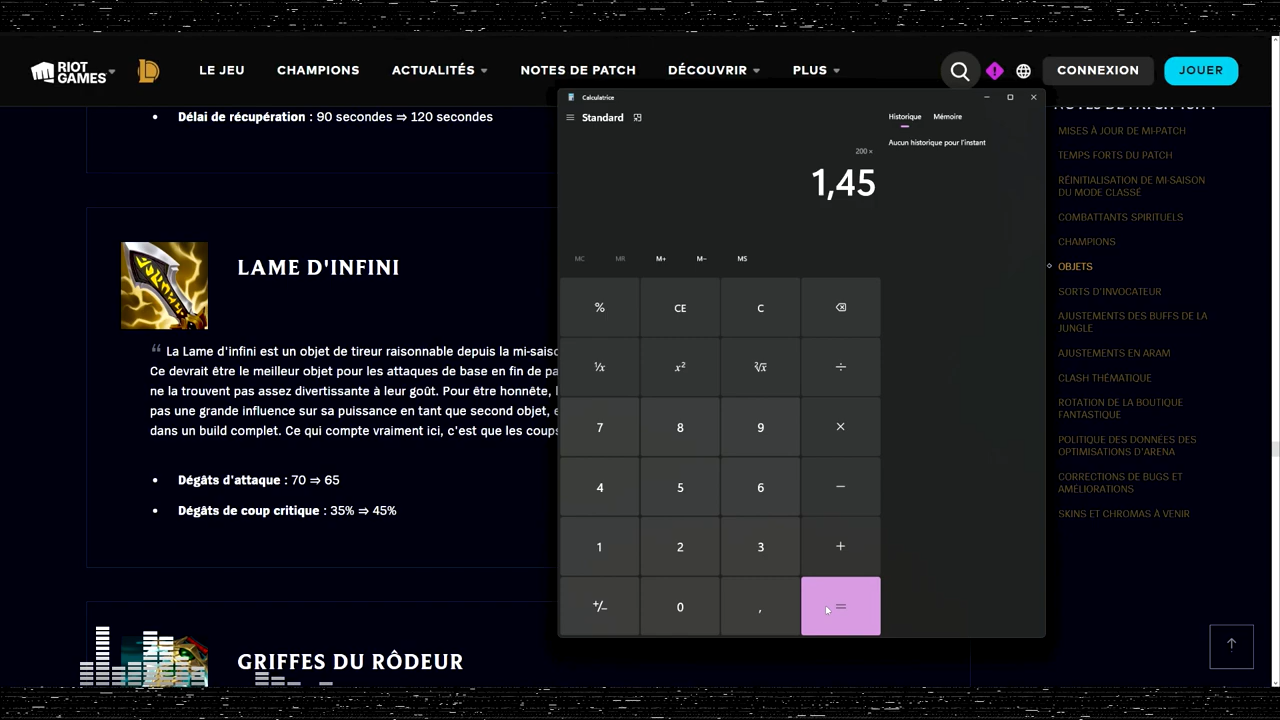 RIOT GAMES
LE JEU
CHAMPIONS
ACTUALITÉS
NOTES DE PATCH
DÉCOUVRIR
PLUS
CONNEXION
JOUER
Délai de récupération : 90 secondes ⇒ 120 secondes
LAME D'INFINI
“ La Lame d'infini est un objet de tireur raisonnable depuis la
Ce devrait être le meilleur objet pour les attaques de base en fin de
ne la trouvent pas assez divertissante à leur goût. Pour être honnête,
pas une grande influence sur sa puissance en tant que second objet,
dans un build complet. Ce qui compte vraiment ici, c'est que les
Dégâts d'attaque : 70 ⇒ 65
Dégâts de coup critique : 35% ⇒ 45%
GRIFFES DU RÔDEUR
Calculatrice
Standard
Historique
Mémoire
Aucun historique pour l'instant
200 ×
1,45
MC
MR
M+
M−
MS
%
CE
C
⌫
¹/x
x²
²√x
÷
7
8
9
×
4
5
6
−
1
2
3
+
+/−
0
,
=
MISES À JOUR DE MI-PATCH
TEMPS FORTS DU PATCH
RÉINITIALISATION DE MI-SAISON
DU MODE CLASSÉ
COMBATTANTS SPIRITUELS
CHAMPIONS
OBJETS
SORTS D'INVOCATEUR
AJUSTEMENTS DES BUFFS DE LA
JUNGLE
AJUSTEMENTS EN ARAM
CLASH THÉMATIQUE
ROTATION DE LA BOUTIQUE
FANTASTIQUE
POLITIQUE DES DONNÉES DES
OPTIMISATIONS D'ARENA
CORRECTIONS DE BUGS ET
AMÉLIORATIONS
SKINS ET CHROMAS À VENIR